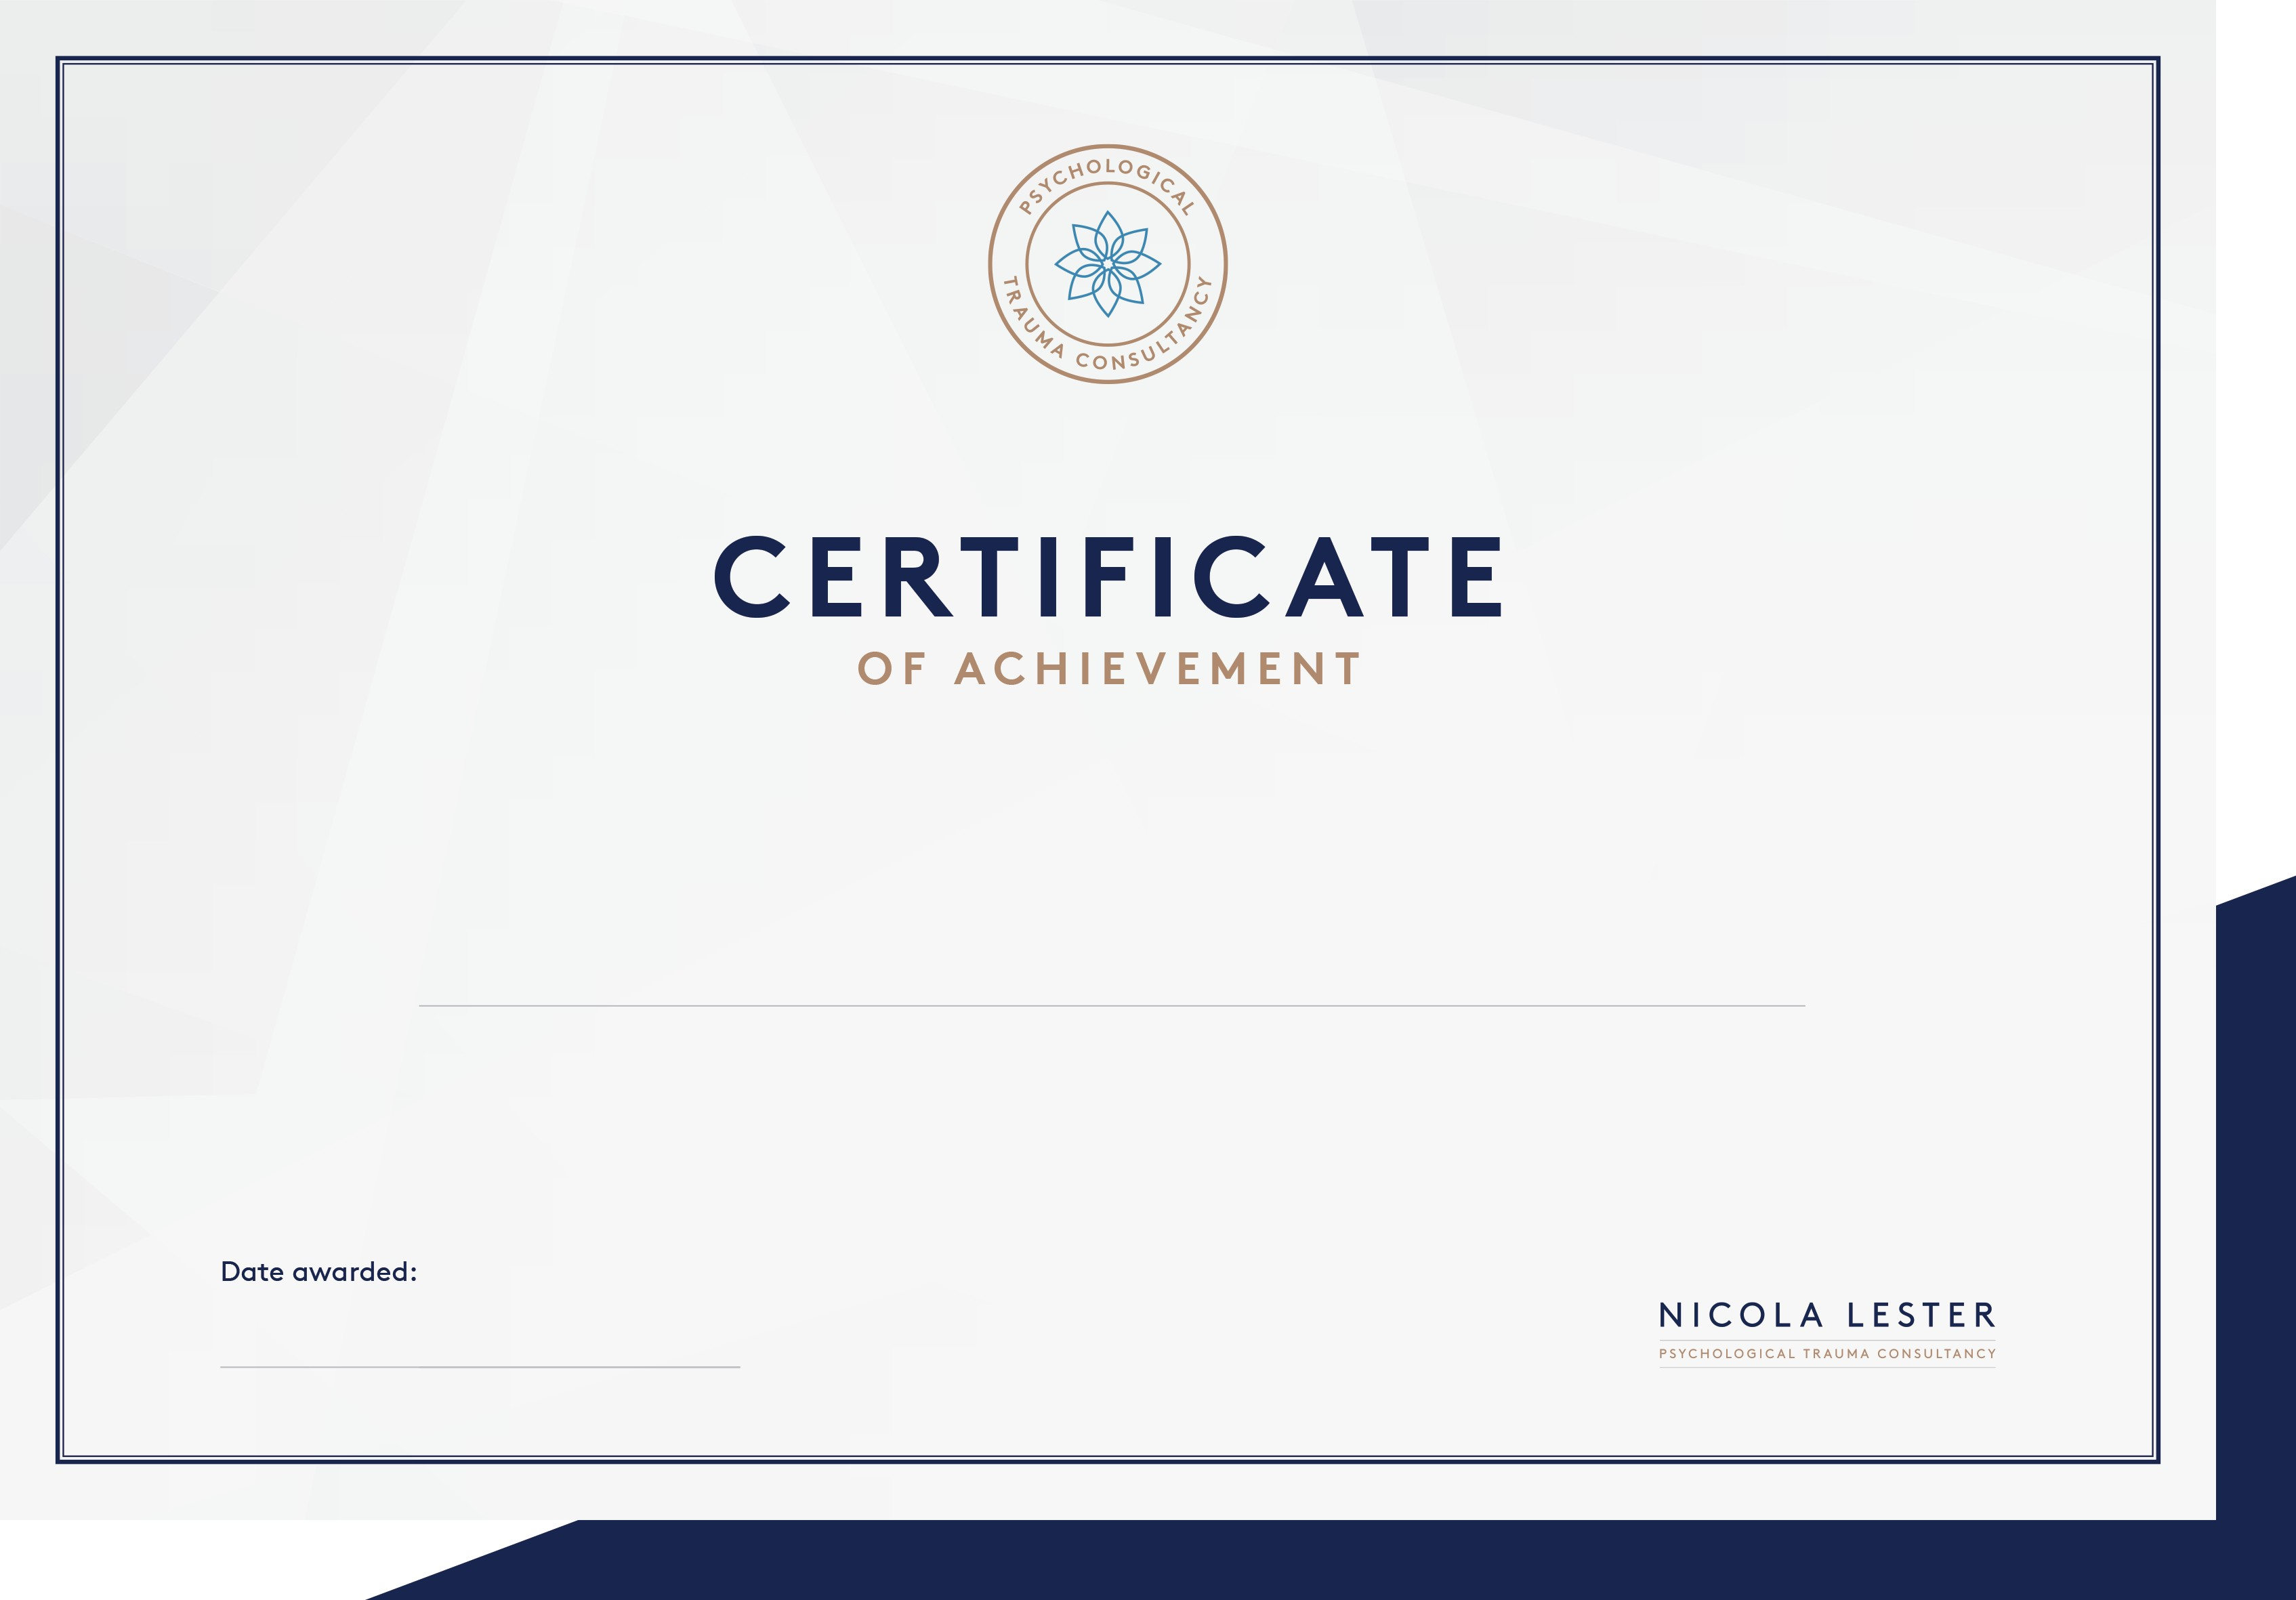 PSYCHOLOGICAL
TRAUMA CONSULTANCY
CERTIFICATE
OF ACHIEVEMENT
Date awarded:
NICOLA LESTER
PSYCHOLOGICAL TRAUMA CONSULTANCY